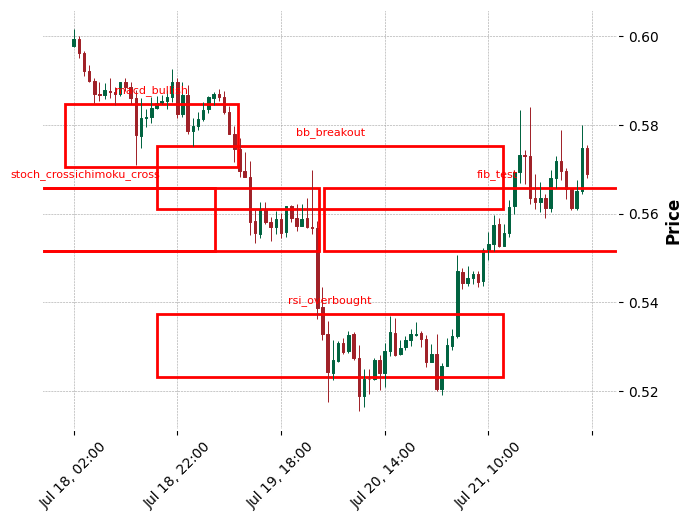 0.60
macd_bullish
0.58
bb_breakout
stoch_crossichimoku_cross
fib_test
0.56
Price
rsi_overbought
0.54
0.52
Jul 18, 02:00
Jul 18, 22:00
Jul 19, 18:00
Jul 20, 14:00
Jul 21, 10:00